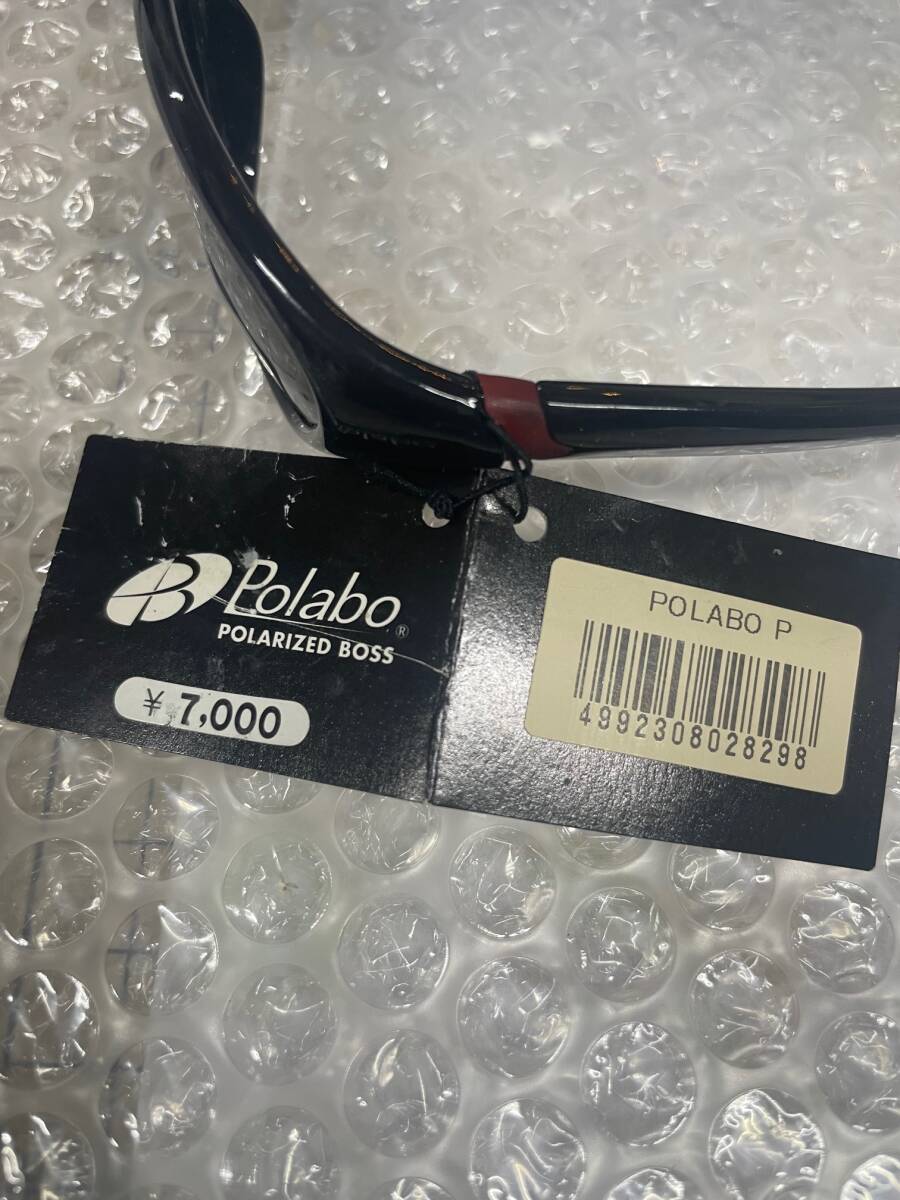 Polabo®
POLARIZED BOSS
¥ 7,000
POLABO P
4992308028298